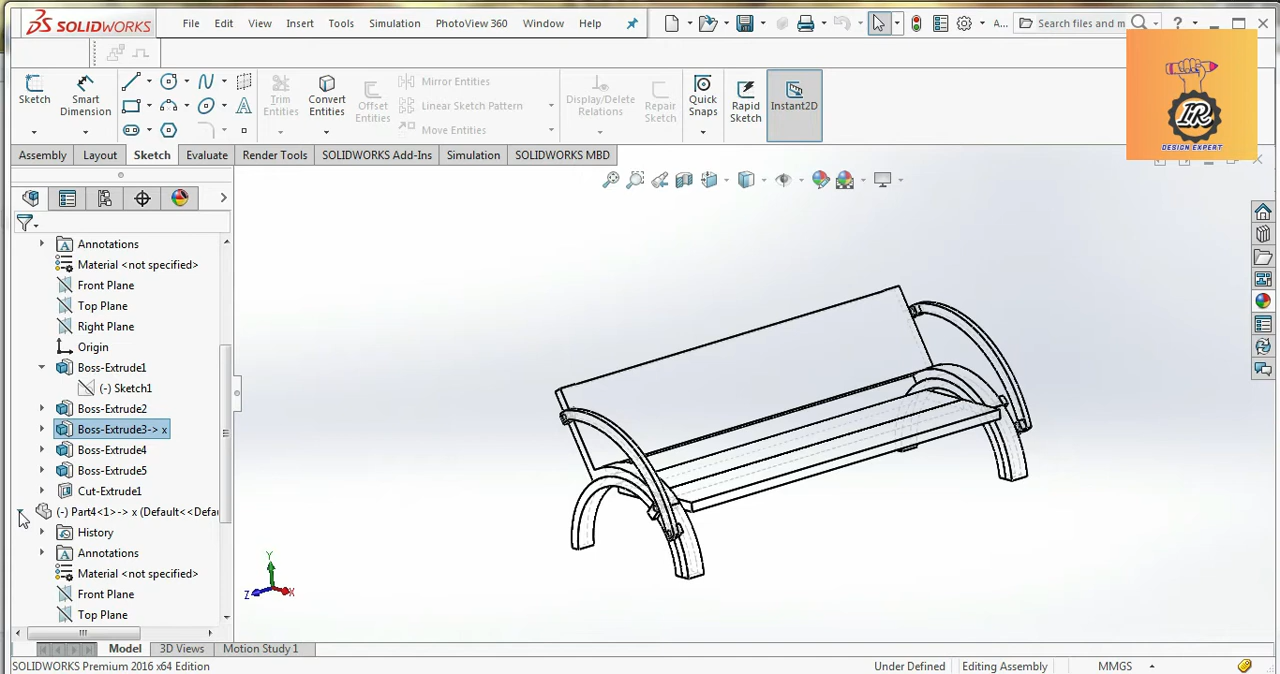 SOLIDWORKS File Edit View Insert Tools Simulation PhotoView 360 Window Help A... Search files and m ?
Sketch Smart Dimension Trim Entities Convert Entities Offset Entities Mirror Entities Display/Delete Relations Repair Sketch Quick Snaps Rapid Sketch Instant2D
Linear Sketch Pattern
Move Entities
IR
DESIGN EXPERT
Assembly Layout Sketch Evaluate Render Tools SOLIDWORKS Add-Ins Simulation SOLIDWORKS MBD
Annotations
Material <not specified>
Front Plane
Top Plane
Right Plane
Origin
Boss-Extrude1
(-) Sketch1
Boss-Extrude2
Boss-Extrude3-> x
Boss-Extrude4
Boss-Extrude5
Cut-Extrude1
(-) Part4<1>-> x (Default<<Defau
History
Annotations
Material <not specified>
Front Plane
Top Plane
Y
Z X
Model 3D Views Motion Study 1
SOLIDWORKS Premium 2016 x64 Edition Under Defined Editing Assembly MMGS